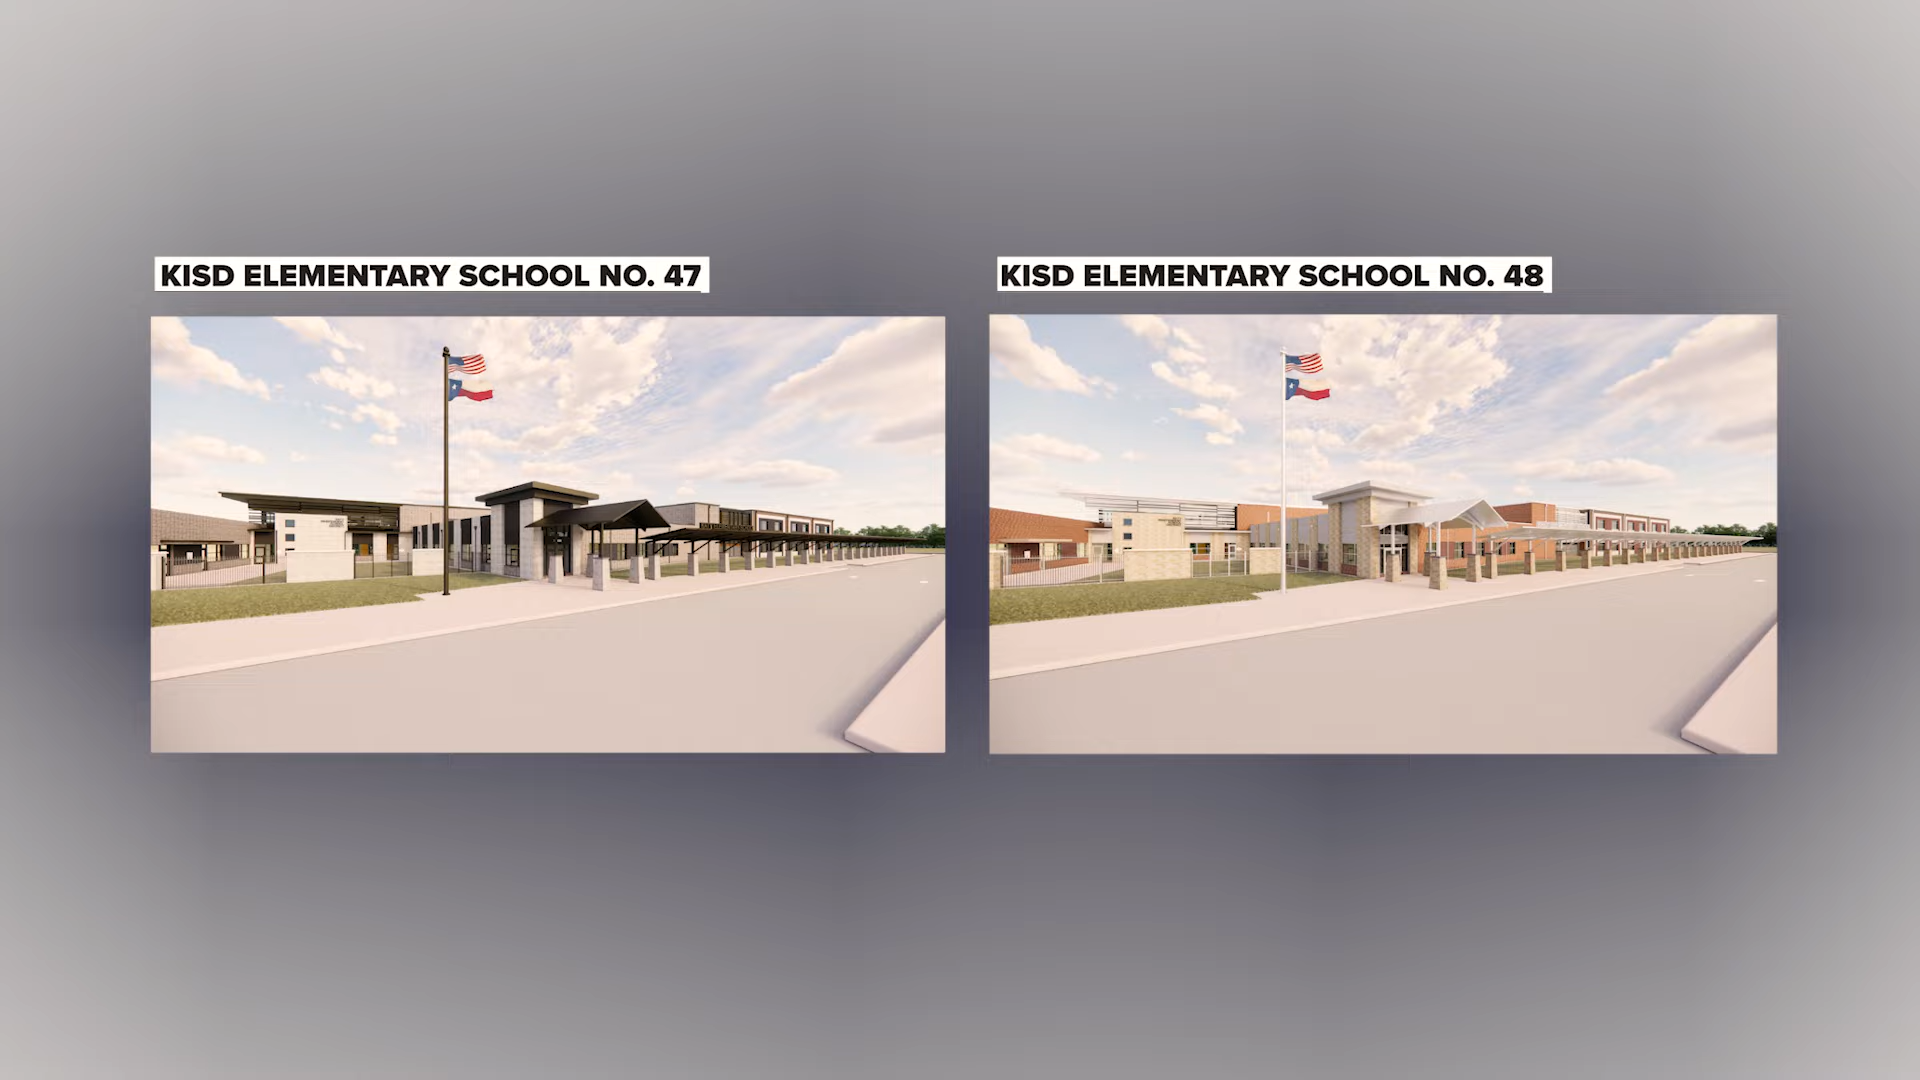 KISD ELEMENTARY SCHOOL NO. 47
KISD ELEMENTARY SCHOOL NO. 48